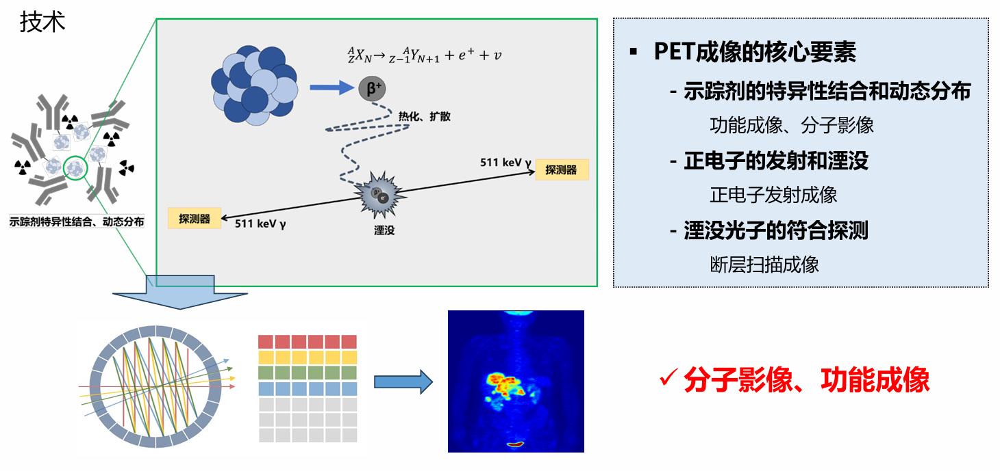 技术
$^{A}_{Z}X_{N} \rightarrow {}^{A}_{Z-1}Y_{N+1} + e^{+} + v$
β⁺
热化、扩散
511 keV γ
探测器
探测器
511 keV γ
β⁺
e⁻
湮没
示踪剂特异性结合、动态分布
▪ PET成像的核心要素
- 示踪剂的特异性结合和动态分布
功能成像、分子影像
- 正电子的发射和湮没
正电子发射成像
- 湮没光子的符合探测
断层扫描成像
✓ 分子影像、功能成像